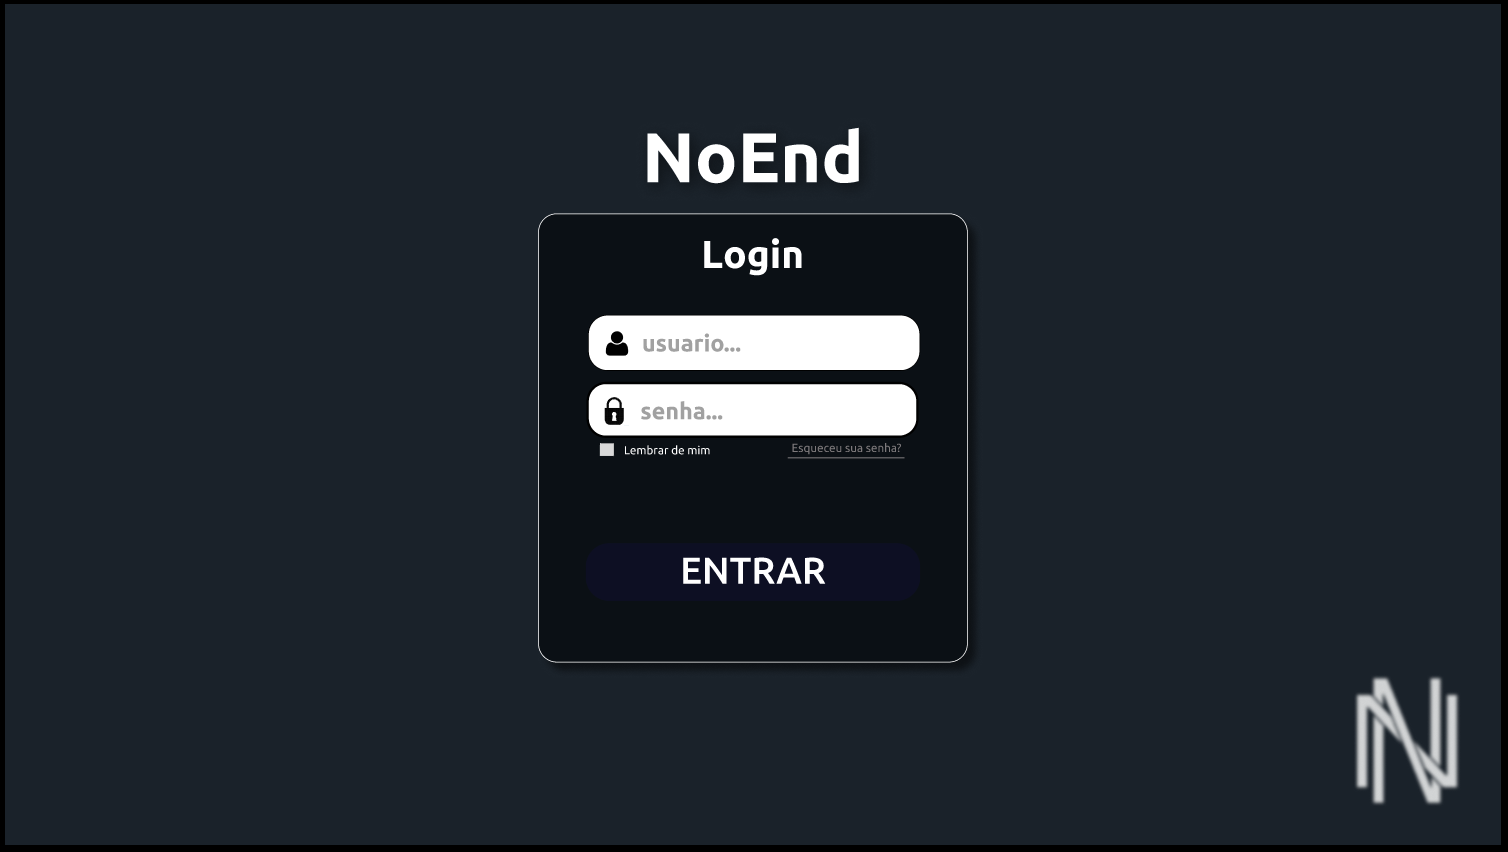 NoEnd
Login
usuario...
senha...
Lembrar de mim
Esqueceu sua senha?
ENTRAR
N